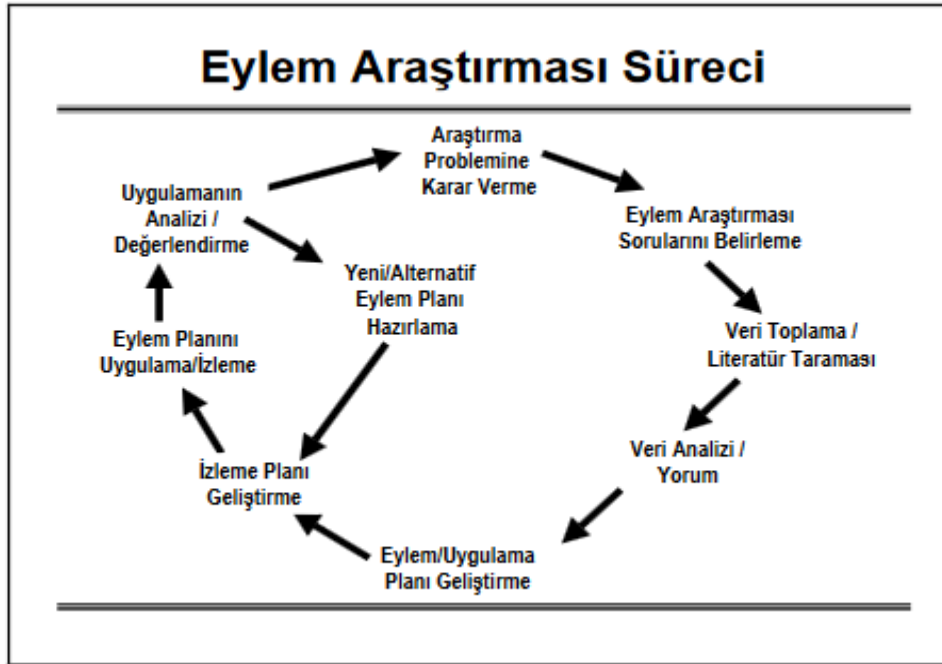 Eylem Araştırması Süreci
Araştırma
Problemine
Karar Verme
Eylem Araştırması
Sorularını Belirleme
Veri Toplama /
Literatür Taraması
Veri Analizi /
Yorum
Eylem/Uygulama
Planı Geliştirme
İzleme Planı
Geliştirme
Eylem Planını
Uygulama/İzleme
Uygulamanın
Analizi /
Değerlendirme
Yeni/Alternatif
Eylem Planı
Hazırlama